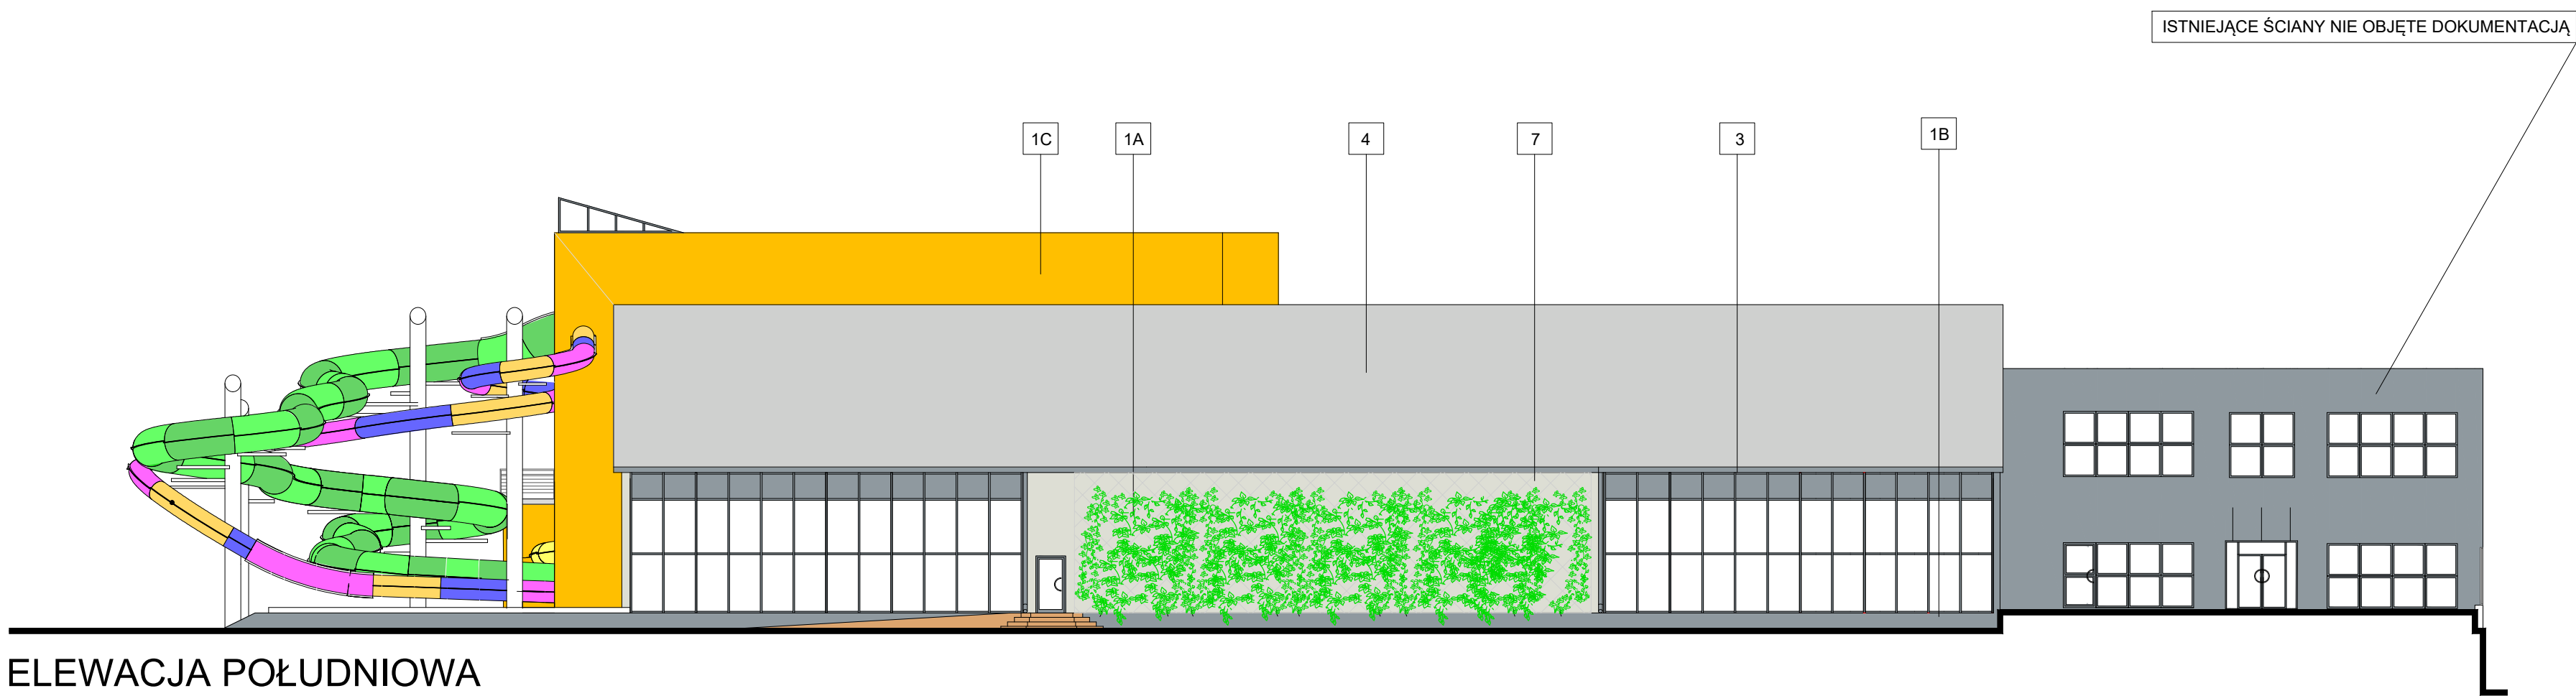 ISTNIEJĄCE ŚCIANY NIE OBJĘTE DOKUMENTACJĄ
1C
1A
4
7
3
1B
ELEWACJA POŁUDNIOWA